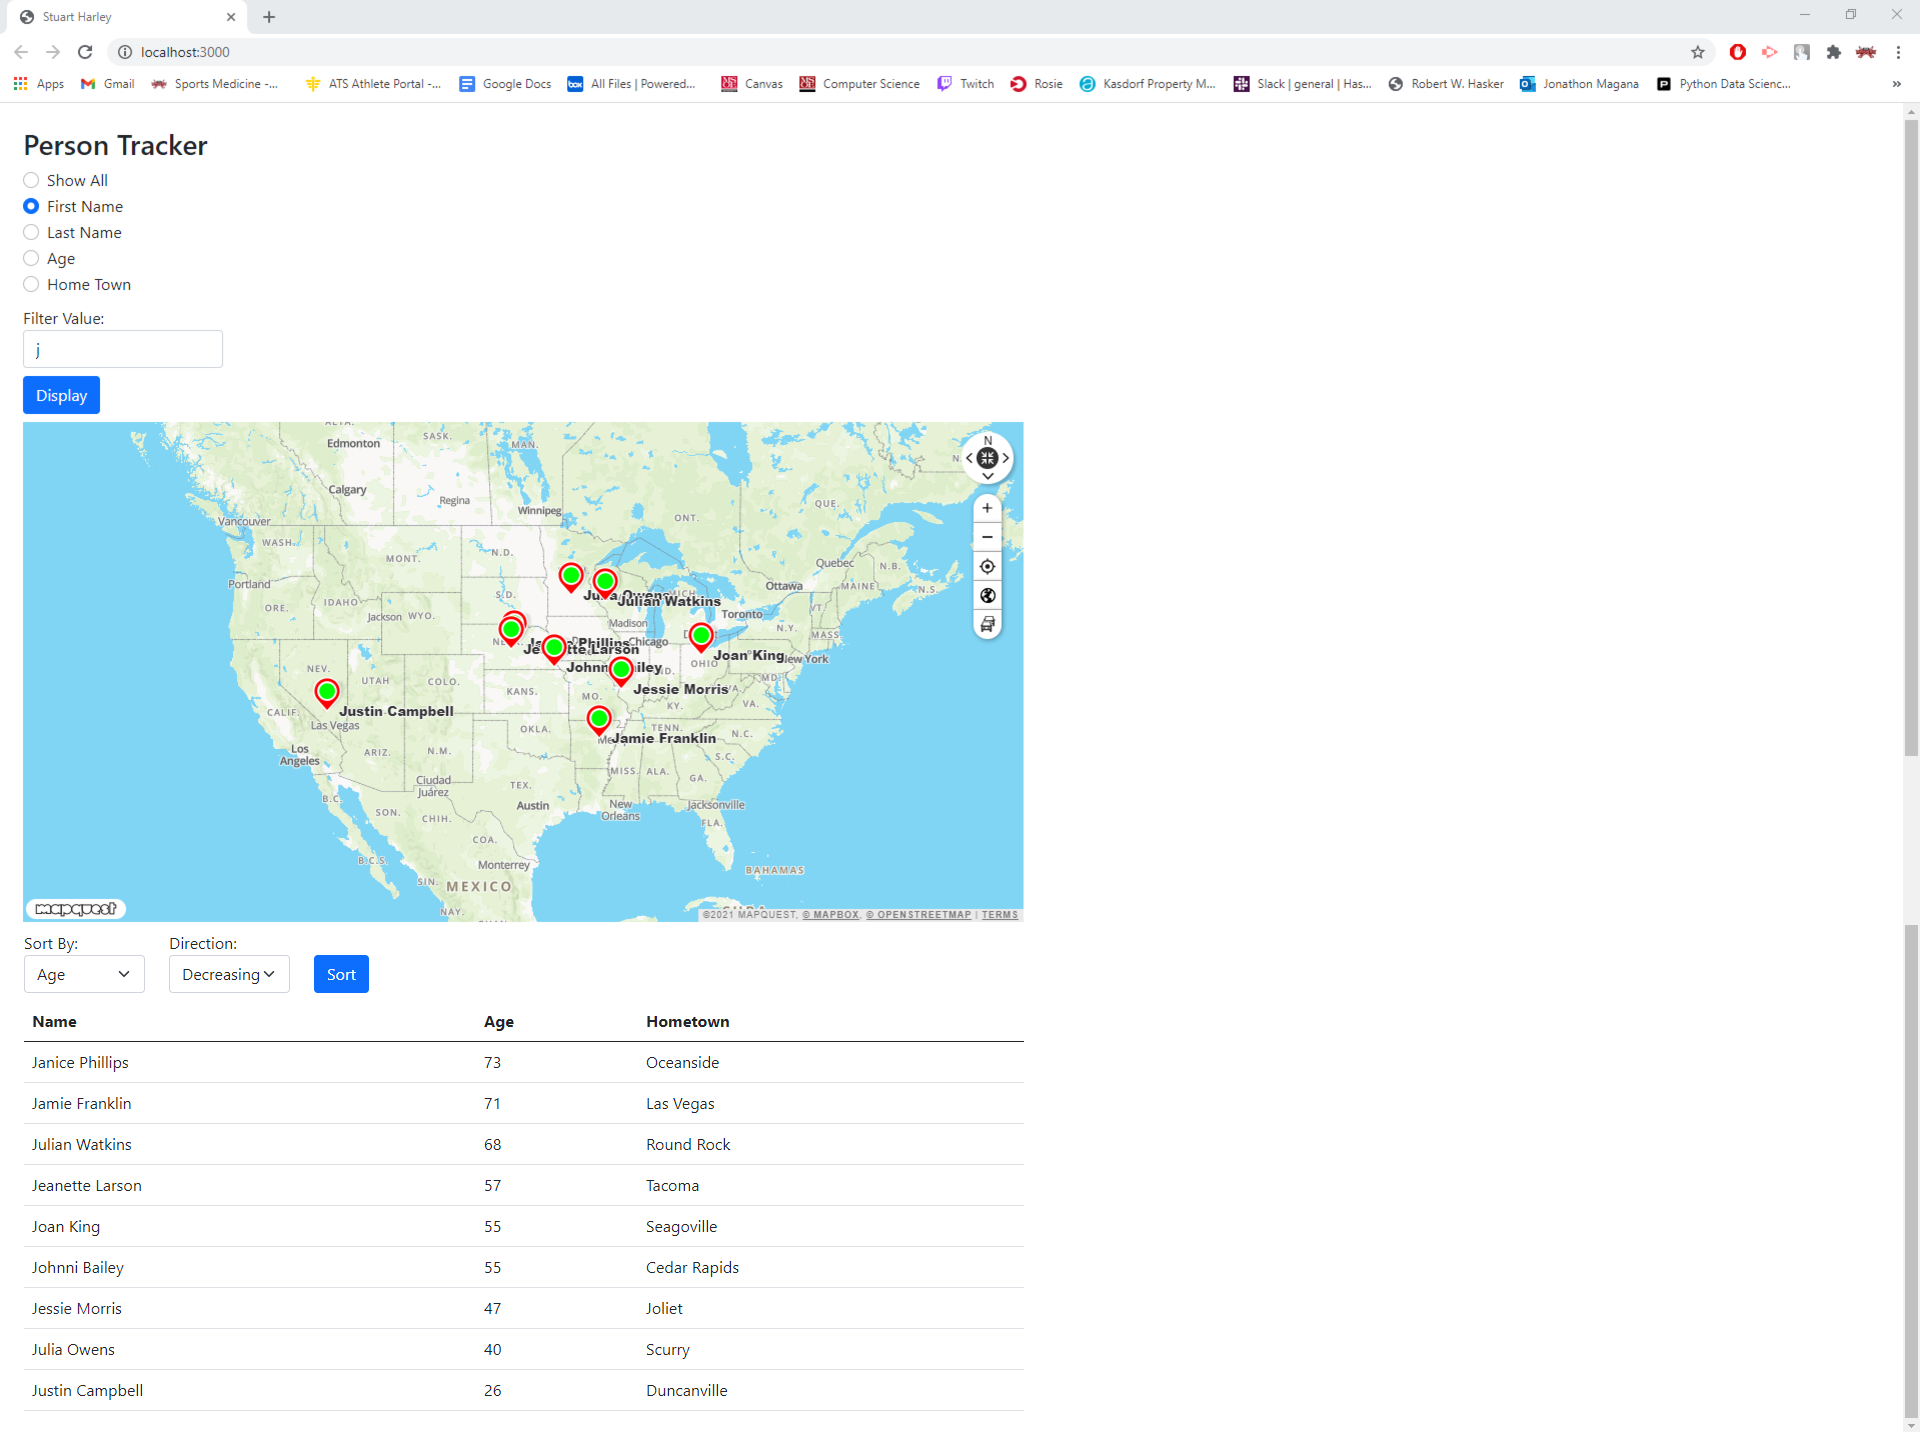 Stuart Harley
localhost:3000
Apps Gmail Sports Medicine -... ATS Athlete Portal -... Google Docs box All Files | Powered... Canvas Computer Science Twitch Rosie Kasdorf Property M... Slack | general | Has... Robert W. Hasker Jonathon Magana Python Data Scienc... »
Person Tracker
Show All
First Name
Last Name
Age
Home Town
Filter Value:
j
Display
Edmonton SASK. MAN. N
Calgary Regina Winnipeg ONT. QUE.
Vancouver
WASH. MONT. N.D. Quebec N.B.
Portland Ottawa MAINE N.S.
ORE. IDAHO S.D. Julian Watkins
Jackson WYO. Madison Toronto VT.
Chicago N.Y. MASS
Jeanette Larson Joan King New York
NEV. UTAH COLO. KANS. MO. OHIO MD.
Jessie Morris
Justin Campbell KY. VA.
CALIF. Las Vegas OKLA. TENN. N.C.
Jamie Franklin
Los Angeles ARIZ. N.M. MISS. ALA. GA. S.C.
Ciudad Juárez TEX.
B.C. SON. CHIH. Austin New Orleans Jacksonville
FLA.
COA.
B.C.S. Monterrey BAHAMAS
SIN. MEXICO
NAY.
mapquest ©2021 MAPQUEST, © MAPBOX, © OPENSTREETMAP | TERMS
Sort By: Direction:
Age Decreasing Sort
Name Age Hometown
Janice Phillips 73 Oceanside
Jamie Franklin 71 Las Vegas
Julian Watkins 68 Round Rock
Jeanette Larson 57 Tacoma
Joan King 55 Seagoville
Johnni Bailey 55 Cedar Rapids
Jessie Morris 47 Joliet
Julia Owens 40 Scurry
Justin Campbell 26 Duncanville